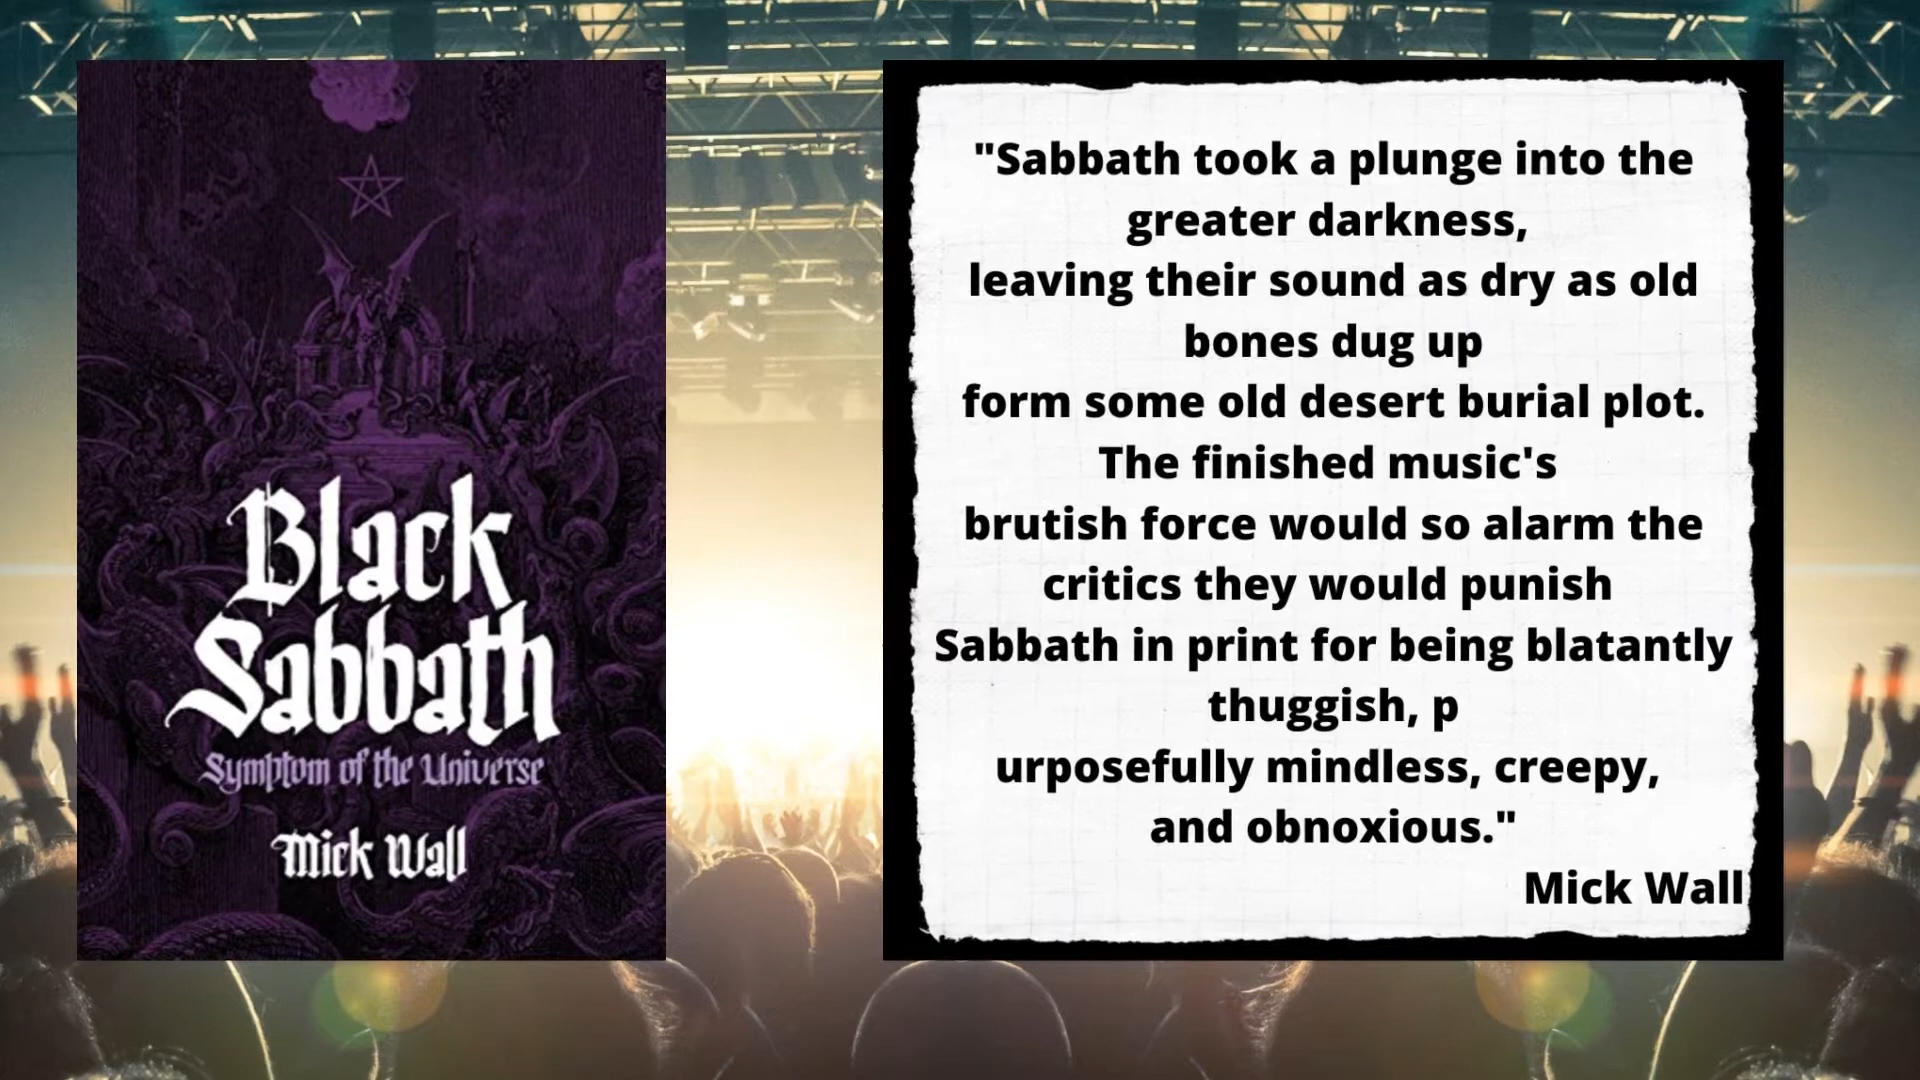 Black
Sabbath
Symptom of the Universe
Mick Wall
"Sabbath took a plunge into the
greater darkness,
leaving their sound as dry as old
bones dug up
form some old desert burial plot.
The finished music's
brutish force would so alarm the
critics they would punish
Sabbath in print for being blatantly
thuggish, p
urposefully mindless, creepy,
and obnoxious."
Mick Wall